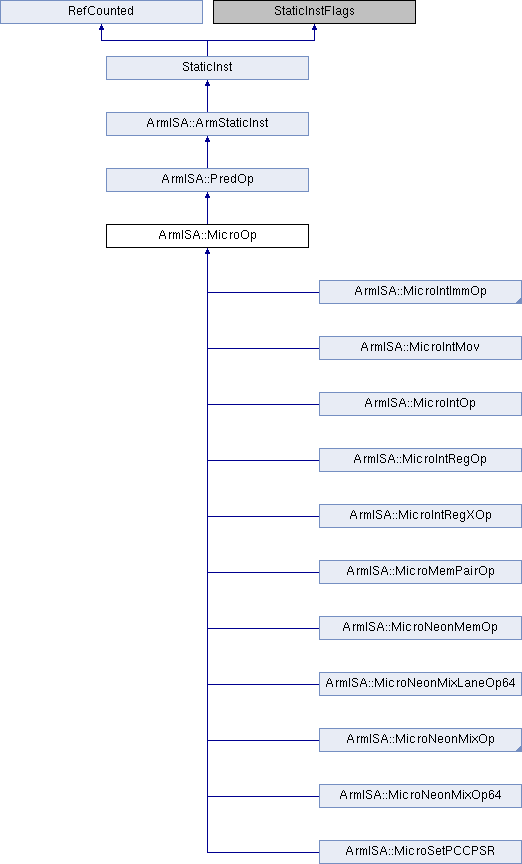 RefCounted
StaticInstFlags
StaticInst
ArmISA::ArmStaticInst
ArmISA::PredOp
ArmISA::MicroOp
ArmISA::MicroIntImmOp
ArmISA::MicroIntMov
ArmISA::MicroIntOp
ArmISA::MicroIntRegOp
ArmISA::MicroIntRegXOp
ArmISA::MicroMemPairOp
ArmISA::MicroNeonMemOp
ArmISA::MicroNeonMixLaneOp64
ArmISA::MicroNeonMixOp
ArmISA::MicroNeonMixOp64
ArmISA::MicroSetPCCPSR